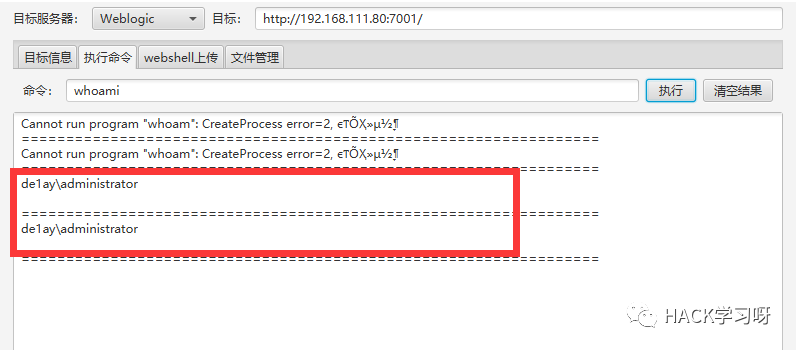 目标服务器： Weblogic 目标： http://192.168.111.80:7001/
目标信息 执行命令 webshell上传 文件管理
命令： whoami 执行 清空结果
Cannot run program "whoam": CreateProcess error=2, ϵͳÕÒ»µ½¶
================================================================
Cannot run program "whoam": CreateProcess error=2, ϵͳÕÒ»µ½¶
================================================================
de1ay\administrator
================================================================
de1ay\administrator
================================================================
HACK学习呀